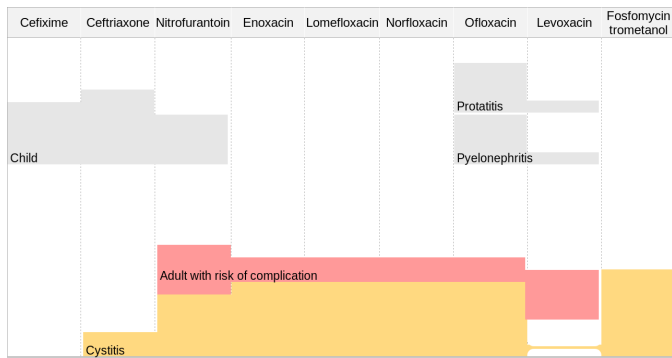 Cefixime Ceftriaxone Nitrofurantoin Enoxacin Lomefloxacin Norfloxacin Ofloxacin Levoxacin Fosfomycin trometanol
Protatitis
Child Pyelonephritis
Adult with risk of complication
Cystitis